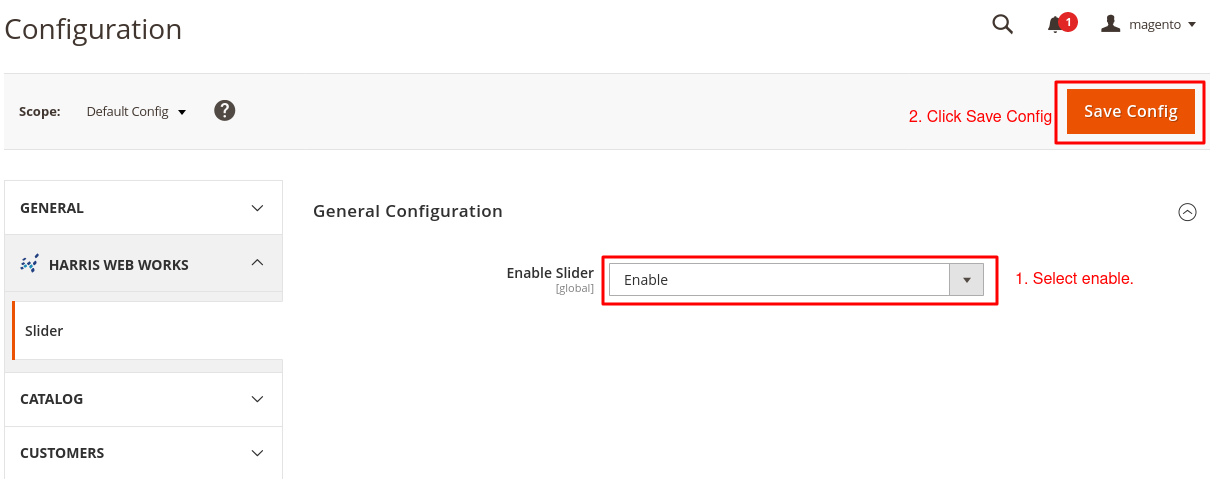 Configuration
1
magento
Scope:
Default Config
?
2. Click Save Config
Save Config
GENERAL
HARRIS WEB WORKS
Slider
CATALOG
CUSTOMERS
General Configuration
Enable Slider
[global]
Enable
1. Select enable.